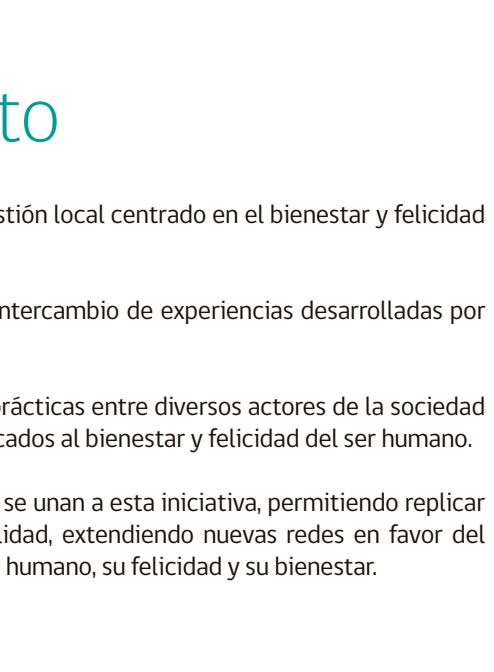 to
stión local centrado en el bienestar y felicidad
ntercambio de experiencias desarrolladas por
rácticas entre diversos actores de la sociedad
cados al bienestar y felicidad del ser humano.
se unan a esta iniciativa, permitiendo replicar
lidad, extendiendo nuevas redes en favor del
humano, su felicidad y su bienestar.